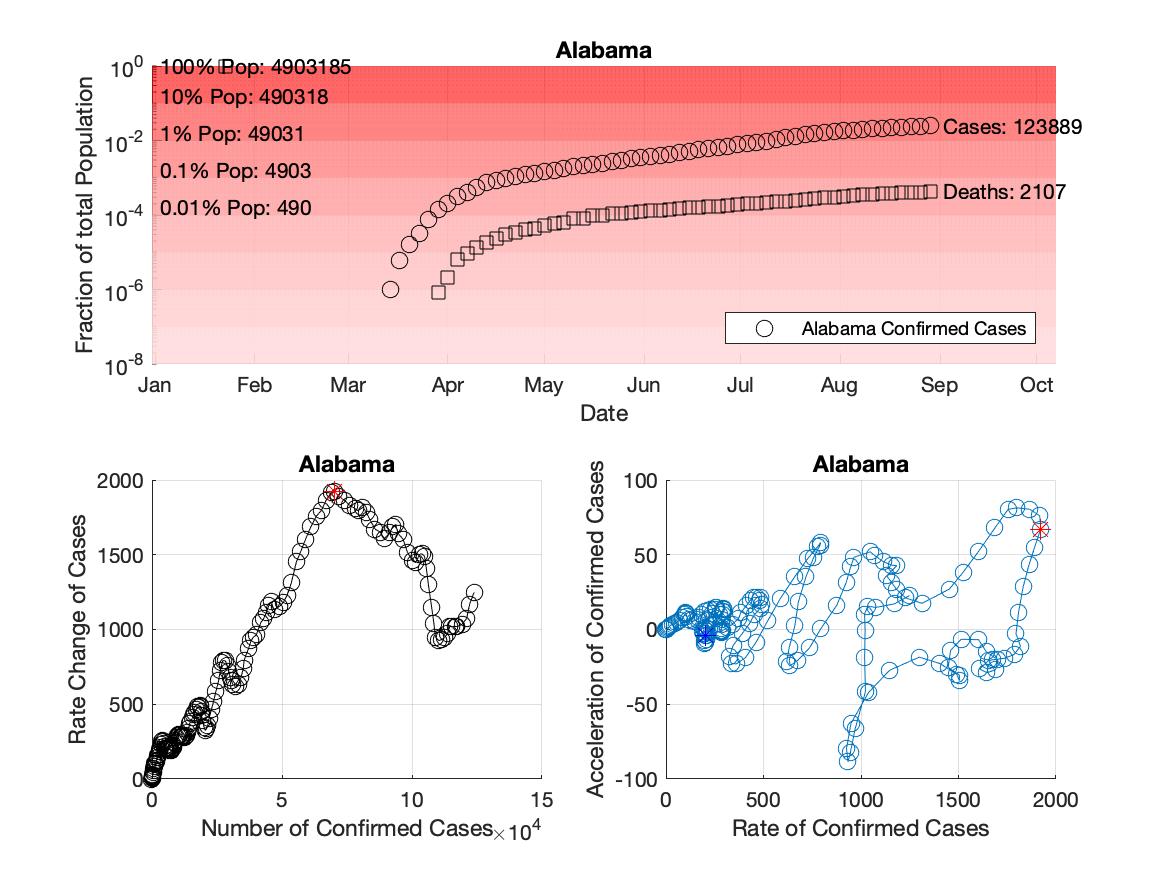 Alabama
10^0
10^-2
10^-4
10^-6
10^-8
Fraction of total Population
100% Pop: 4903185
10% Pop: 490318
1% Pop: 49031
0.1% Pop: 4903
0.01% Pop: 490
Cases: 123889
Deaths: 2107
Alabama Confirmed Cases
Jan Feb Mar Apr May Jun Jul Aug Sep Oct
Date
Alabama
2000
1500
1000
500
0
Rate Change of Cases
0 5 10 15
Number of Confirmed Cases ×10^4
Alabama
100
50
0
-50
-100
Acceleration of Confirmed Cases
0 500 1000 1500 2000
Rate of Confirmed Cases